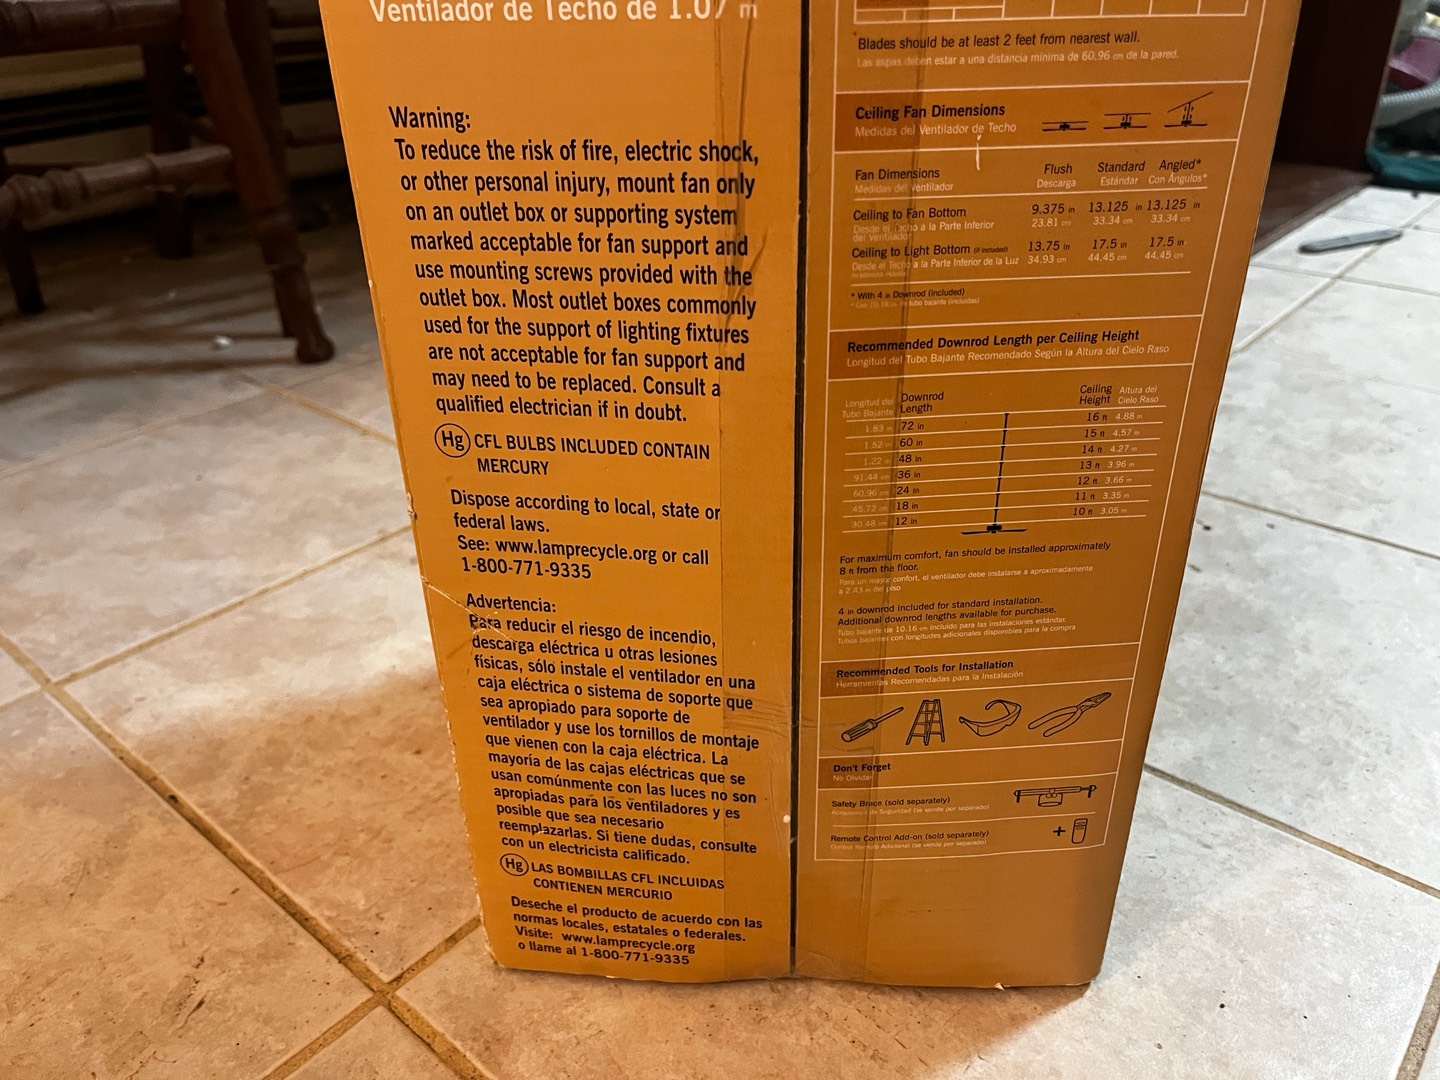 Ventilador de Techo de 1.07 m
Warning:
To reduce the risk of fire, electric shock,
or other personal injury, mount fan only
on an outlet box or supporting system
marked acceptable for fan support and
use mounting screws provided with the
outlet box. Most outlet boxes commonly
used for the support of lighting fixtures
are not acceptable for fan support and
may need to be replaced. Consult a
qualified electrician if in doubt.
Hg CFL BULBS INCLUDED CONTAIN
MERCURY
Dispose according to local, state or
federal laws.
See: www.lamprecycle.org or call
1-800-771-9335
Advertencia:
Para reducir el riesgo de incendio,
descarga eléctrica u otras lesiones
físicas, sólo instale el ventilador en una
caja eléctrica o sistema de soporte que
sea apropiado para soporte de
ventilador y use los tornillos de montaje
que vienen con la caja eléctrica. La
mayoría de las cajas eléctricas que se
usan comúnmente con las luces no son
apropiadas para los ventiladores y es
posible que sea necesario
reemplazarlas. Si tiene dudas, consulte
con un electricista calificado.
Hg LAS BOMBILLAS CFL INCLUIDAS
CONTIENEN MERCURIO
Deseche el producto de acuerdo con las
normas locales, estatales o federales.
Visite: www.lamprecycle.org
o llame al 1-800-771-9335
Blades should be at least 2 feet from nearest wall.
Las aspas deben estar a una distancia mínima de 60.96 cm de la pared.
Ceiling Fan Dimensions
Medidas del Ventilador de Techo
Fan Dimensions Flush Standard Angled*
Medidas del Ventilador Descarga Estándar Con Ángulos*
Ceiling to Fan Bottom 9.375 in 13.125 in 13.125 in
Desde el Techo a la Parte Inferior 23.81 cm 33.34 cm 33.34 cm
del Ventilador
Ceiling to Light Bottom (if included) 13.75 in 17.5 in 17.5 in
Desde el Techo a la Parte Inferior de la Luz 34.93 cm 44.45 cm 44.45 cm
* With 4 in Downrod (included)
Recommended Downrod Length per Ceiling Height
Longitud del Tubo Bajante Recomendado Según la Altura del Cielo Raso
Longitud del Downrod Ceiling Altura del
Tubo Bajante Length Height Cielo Raso
1.83 m 72 in 16 ft 4.88 m
1.52 m 60 in 15 ft 4.57 m
1.22 m 48 in 14 ft 4.27 m
91.44 cm 36 in 13 ft 3.96 m
60.96 cm 24 in 12 ft 3.66 m
45.72 cm 18 in 11 ft 3.35 m
30.48 cm 12 in 10 ft 3.05 m
For maximum comfort, fan should be installed approximately
8 ft from the floor.
Para un mayor confort, el ventilador debe instalarse a aproximadamente
a 2.43 m del piso
4 in downrod included for standard installation.
Additional downrod lengths available for purchase.
Tubo bajante de 10.16 cm incluido para las instalaciones estándar.
Tubos bajantes con longitudes adicionales disponibles para la compra
Recommended Tools for Installation
Herramientas Recomendadas para la Instalación
Don't Forget
No Olvidar
Safety Brace (sold separately)
de Seguridad (se vende por separado)
Remote Control Add-on (sold separately) +
Control Remoto Adicional (se vende por separado)